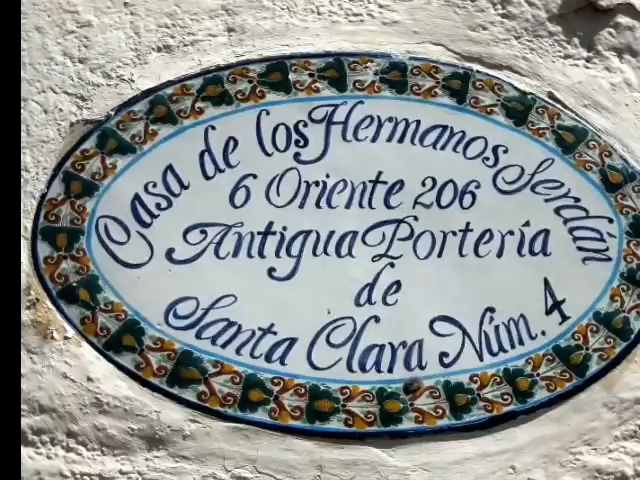 Casa de los Hermanos Serdán
6 Oriente 206
Antigua Portería
de
Santa Clara Núm. 4